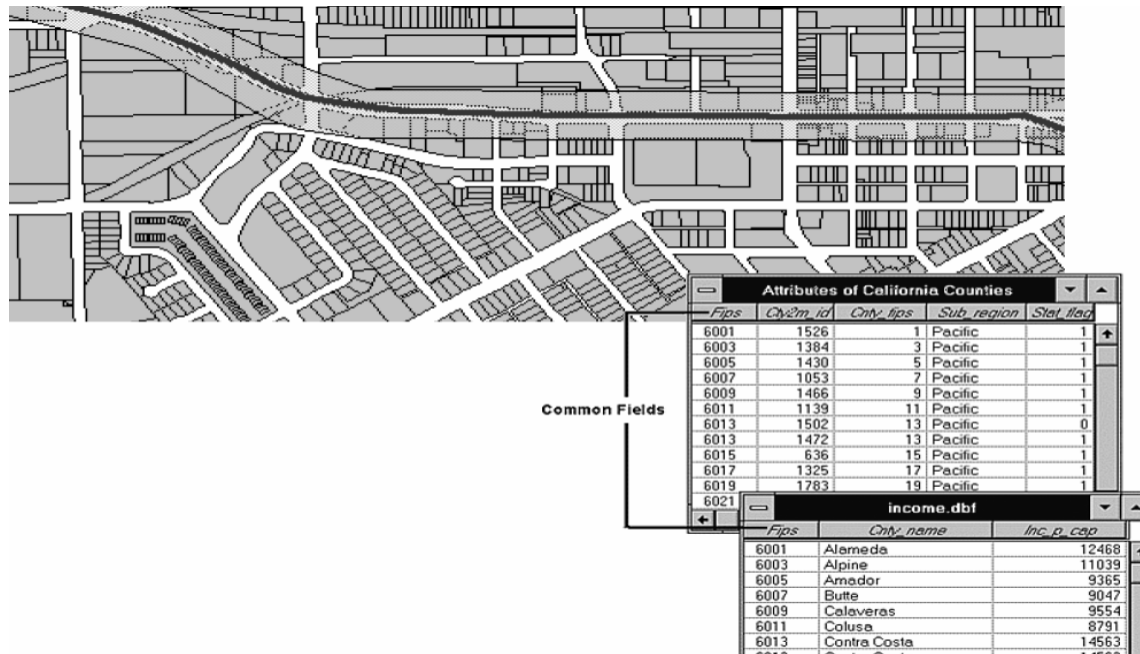 Attributes of California Counties
Fips Cty2m_id Cnty_fips Sub_region Stat_flag
6001 1526 1 Pacific 1
6003 1384 3 Pacific 1
6005 1430 5 Pacific 1
6007 1053 7 Pacific 1
6009 1466 9 Pacific 1
6011 1139 11 Pacific 1
6013 1502 13 Pacific 0
6013 1472 13 Pacific 1
6015 636 15 Pacific 1
6017 1325 17 Pacific 1
6019 1783 19 Pacific 1
6021
Common Fields
income.dbf
Fips Cnty_name Inc_p_cap
6001 Alameda 12468
6003 Alpine 11039
6005 Amador 9365
6007 Butte 9047
6009 Calaveras 9554
6011 Colusa 8791
6013 Contra Costa 14563